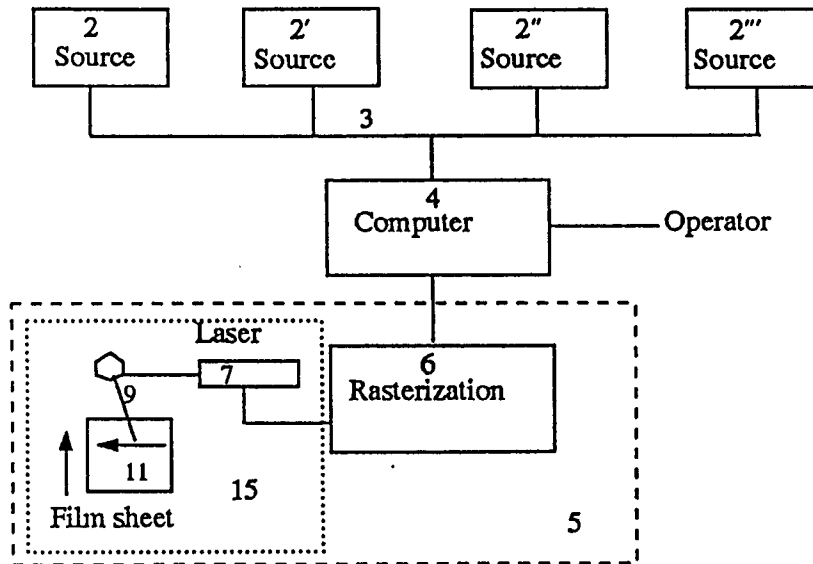 2
Source
2'
Source
2"
Source
2"'
Source
3
4
Computer
Operator
Laser
7
9
11
Film sheet
15
6
Rasterization
5